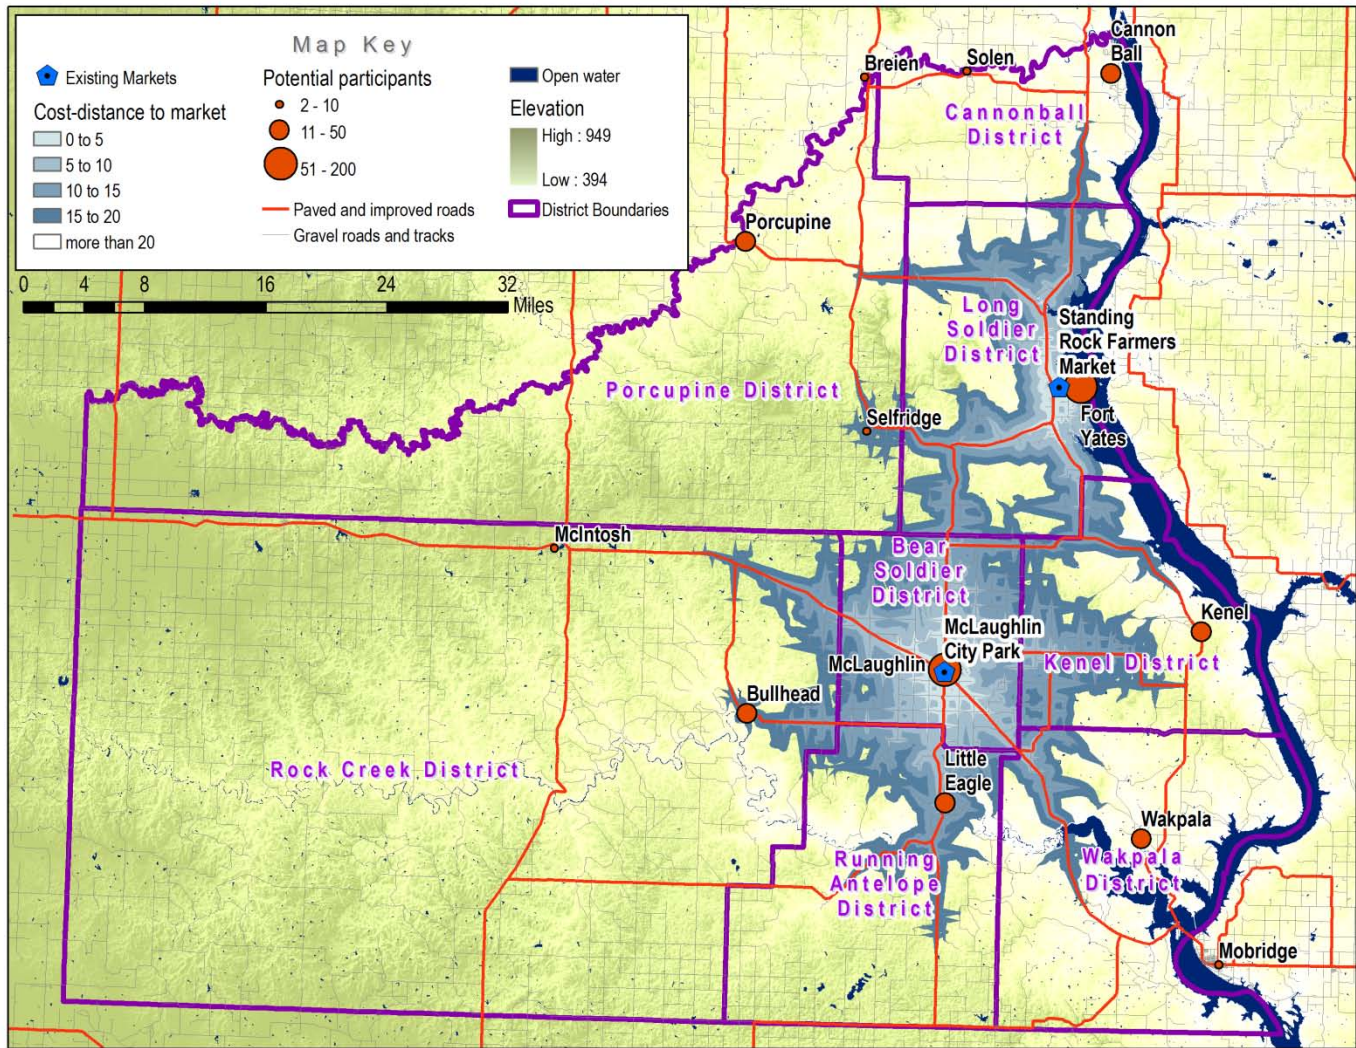 Map Key
Existing Markets
Cost-distance to market
0 to 5
5 to 10
10 to 15
15 to 20
more than 20
Potential participants
2 - 10
11 - 50
51 - 200
Paved and improved roads
Gravel roads and tracks
Open water
Elevation
High : 949
Low : 394
District Boundaries
0 4 8 16 24 32
Miles
Cannon
Ball
Breien
Solen
Cannonball
District
Porcupine
Long
Soldier
District
Standing
Rock Farmers
Market
Fort
Yates
Porcupine District
Selfridge
McIntosh
Bear
Soldier
District
McLaughlin
City Park
McLaughlin
Kenel
Kenel District
Bullhead
Rock Creek District
Little
Eagle
Wakpala
Wakpala
District
Running
Antelope
District
Mobridge